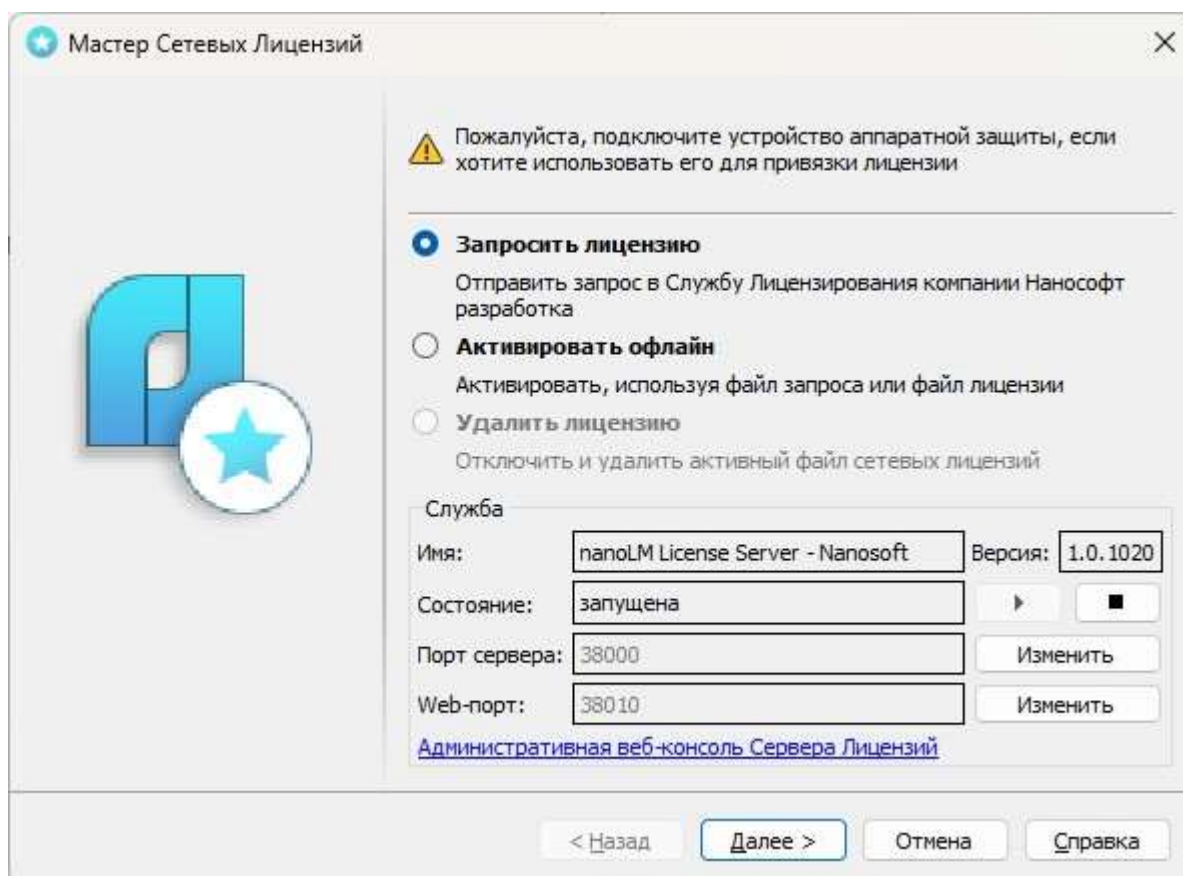 Мастер Сетевых Лицензий
Пожалуйста, подключите устройство аппаратной защиты, если
хотите использовать его для привязки лицензии
Запросить лицензию
Отправить запрос в Службу Лицензирования компании Нанософт
разработка
Активировать офлайн
Активировать, используя файл запроса или файл лицензии
Удалить лицензию
Отключить и удалить активный файл сетевых лицензий
Служба
Имя: nanoLM License Server - Nanosoft Версия: 1.0.1020
Состояние: запущена
Порт сервера: 38000 Изменить
Web-порт: 38010 Изменить
Административная веб-консоль Сервера Лицензий
< Назад Далее > Отмена Справка